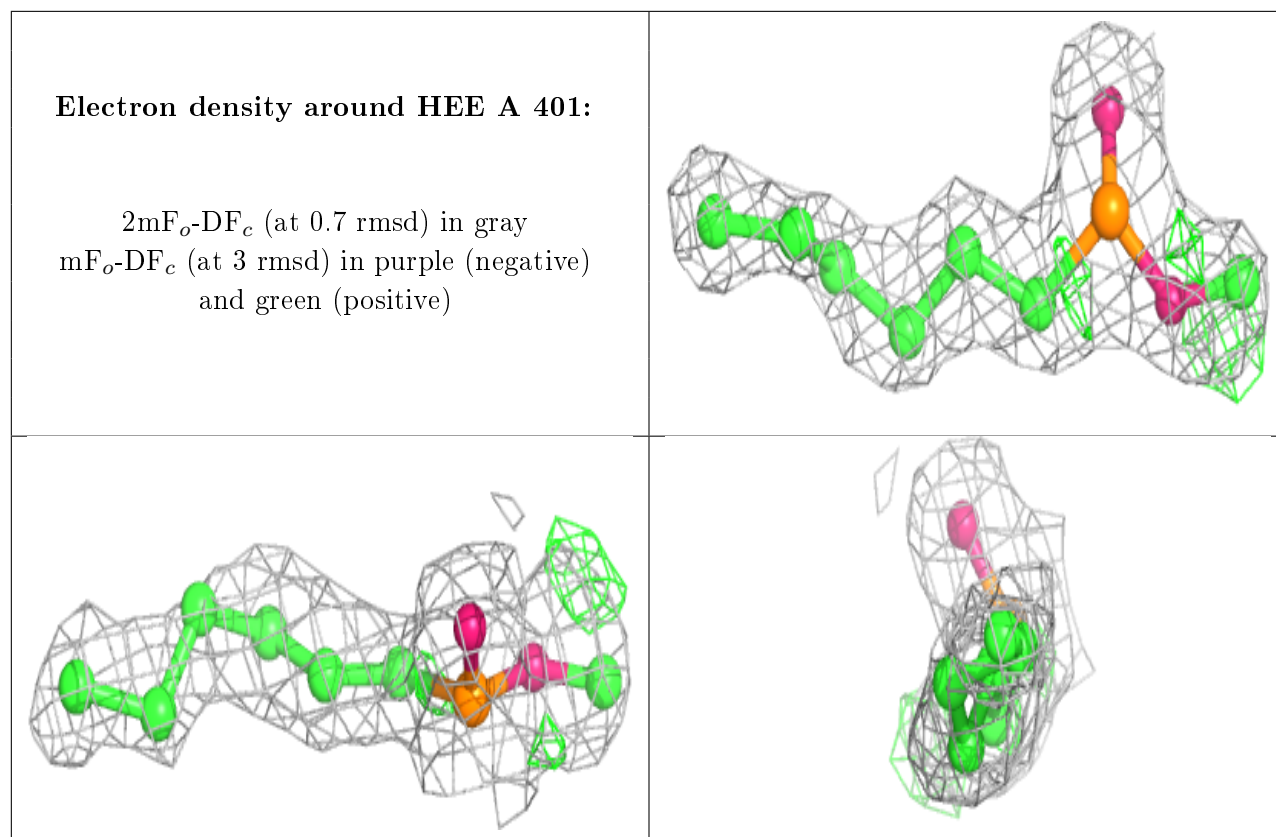 Electron density around HEE A 401:
2mFo-DFc (at 0.7 rmsd) in gray
mFo-DFc (at 3 rmsd) in purple (negative)
and green (positive)